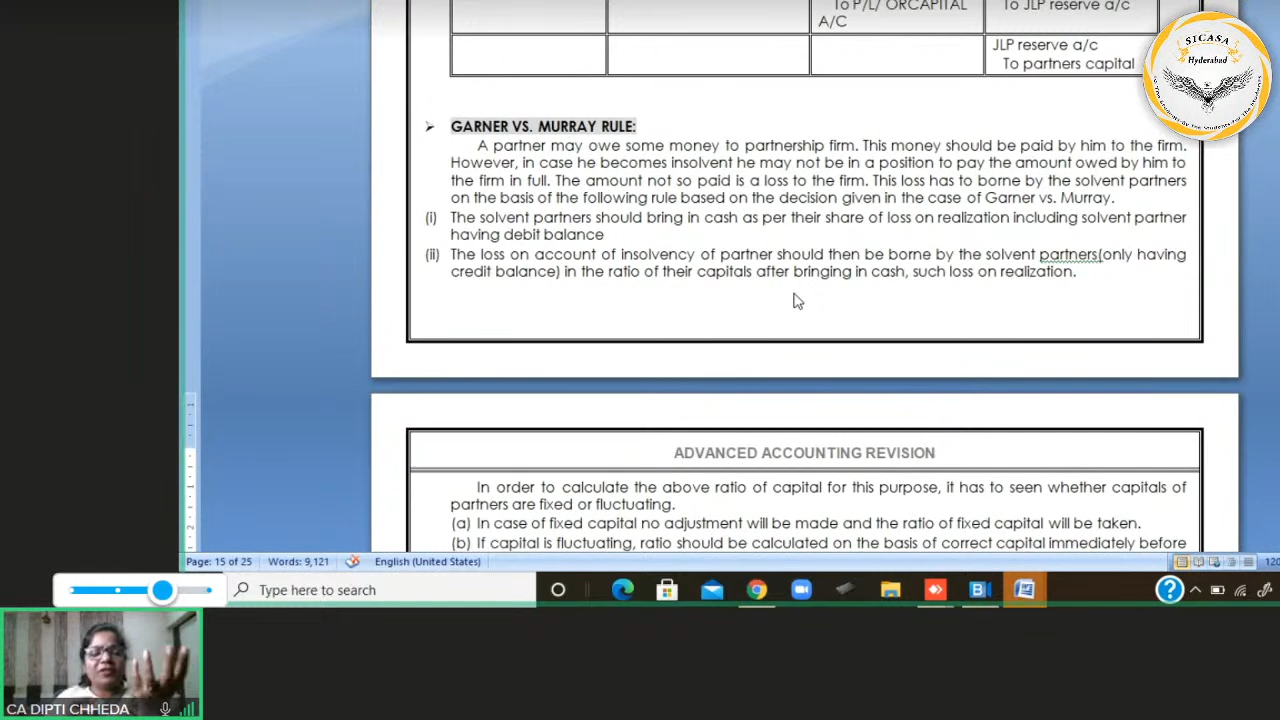 To P/L/ ORCAPITAL
A/C
To JLP reserve a/c
JLP reserve a/c
To partners capital
SICASA
Hyderabad
➢ GARNER VS. MURRAY RULE:
A partner may owe some money to partnership firm. This money should be paid by him to the firm.
However, in case he becomes insolvent he may not be in a position to pay the amount owed by him to
the firm in full. The amount not so paid is a loss to the firm. This loss has to borne by the solvent partners
on the basis of the following rule based on the decision given in the case of Garner vs. Murray.
(i) The solvent partners should bring in cash as per their share of loss on realization including solvent partner
having debit balance
(ii) The loss on account of insolvency of partner should then be borne by the solvent partners(only having
credit balance) in the ratio of their capitals after bringing in cash, such loss on realization.
ADVANCED ACCOUNTING REVISION
In order to calculate the above ratio of capital for this purpose, it has to seen whether capitals of
partners are fixed or fluctuating.
(a) In case of fixed capital no adjustment will be made and the ratio of fixed capital will be taken.
(b) If capital is fluctuating, ratio should be calculated on the basis of correct capital immediately before
Page: 15 of 25 Words: 9,121 English (United States) 120
Type here to search
CA DIPTI CHHEDA